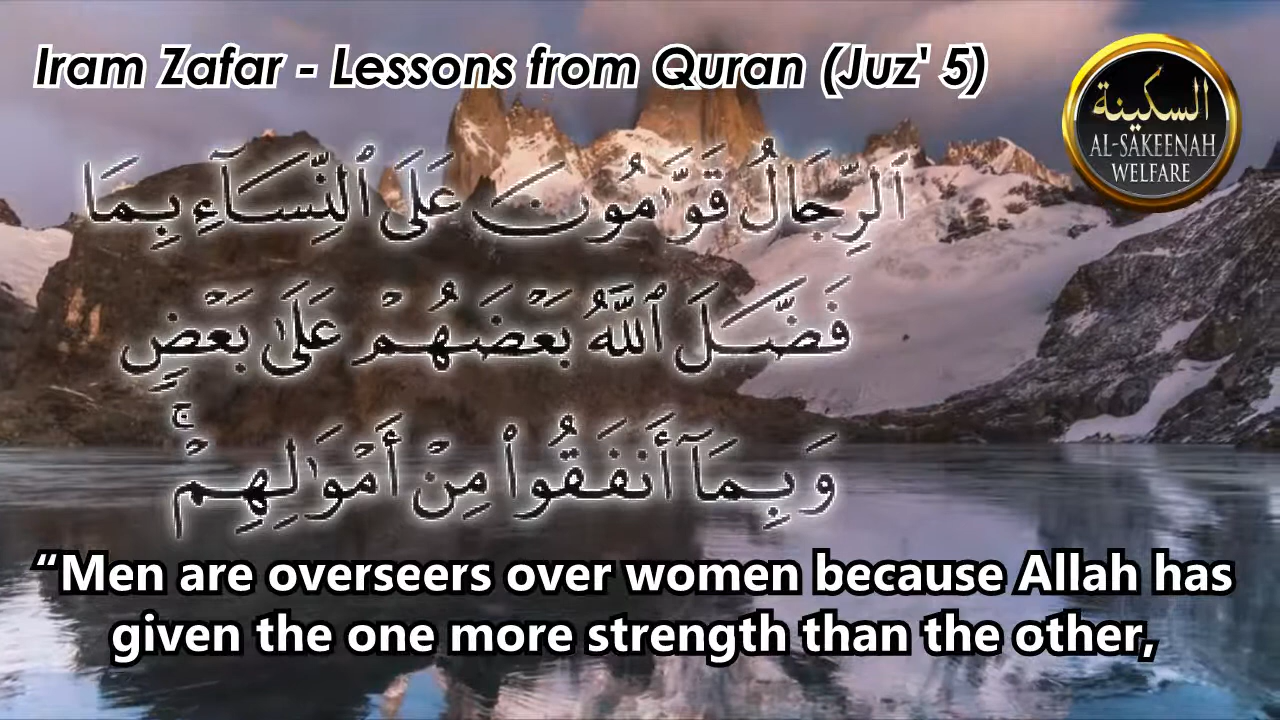 Iram Zafar - Lessons from Quran (Juz' 5)
السكينة
AL-SAKEENAH
WELFARE
ٱلرِّجَالُ قَوَّٰمُونَ عَلَى ٱلنِّسَآءِ بِمَا
فَضَّلَ ٱللَّهُ بَعْضَهُمْ عَلَىٰ بَعْضٍ
وَبِمَآ أَنفَقُوا۟ مِنْ أَمْوَٰلِهِمْ ۚ
“Men are overseers over women because Allah has
given the one more strength than the other,